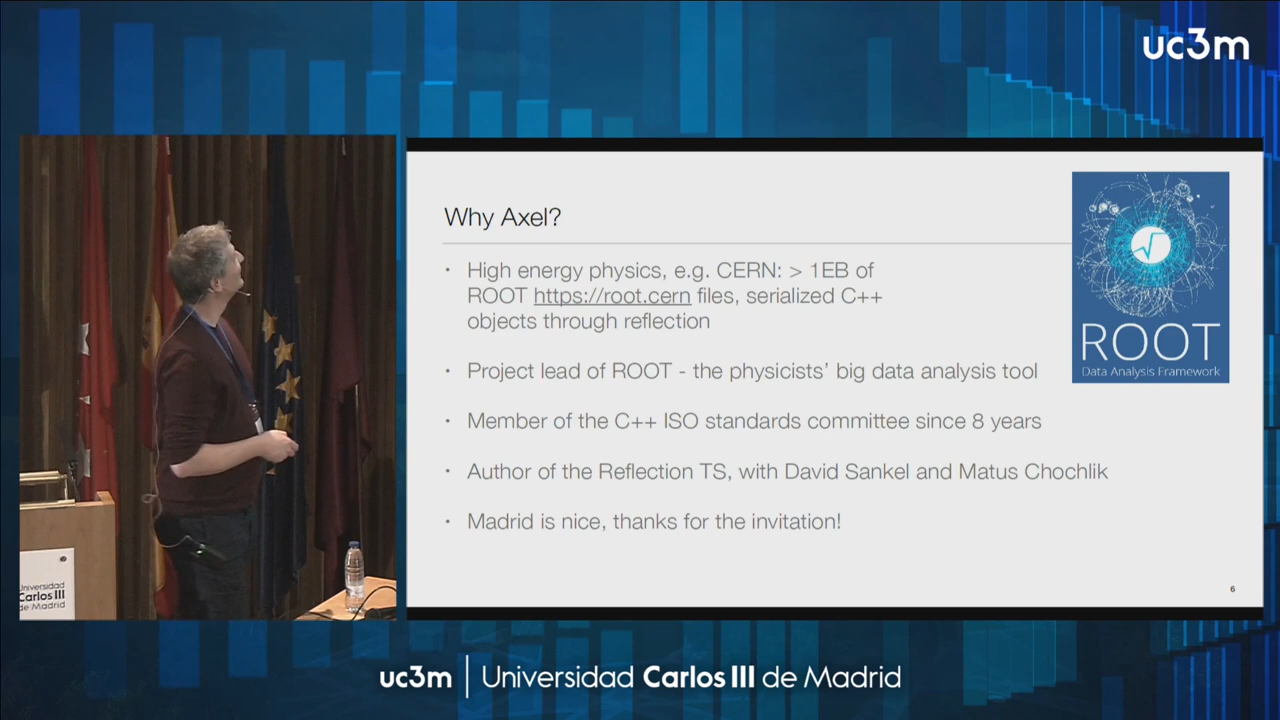 uc3m
Why Axel?
• High energy physics, e.g. CERN: > 1EB of
ROOT https://root.cern files, serialized C++
objects through reflection
• Project lead of ROOT - the physicists’ big data analysis tool
• Member of the C++ ISO standards committee since 8 years
• Author of the Reflection TS, with David Sankel and Matus Chochlik
• Madrid is nice, thanks for the invitation!
ROOT
Data Analysis Framework
6
Universidad
Carlos III
de Madrid
uc3m | Universidad Carlos III de Madrid